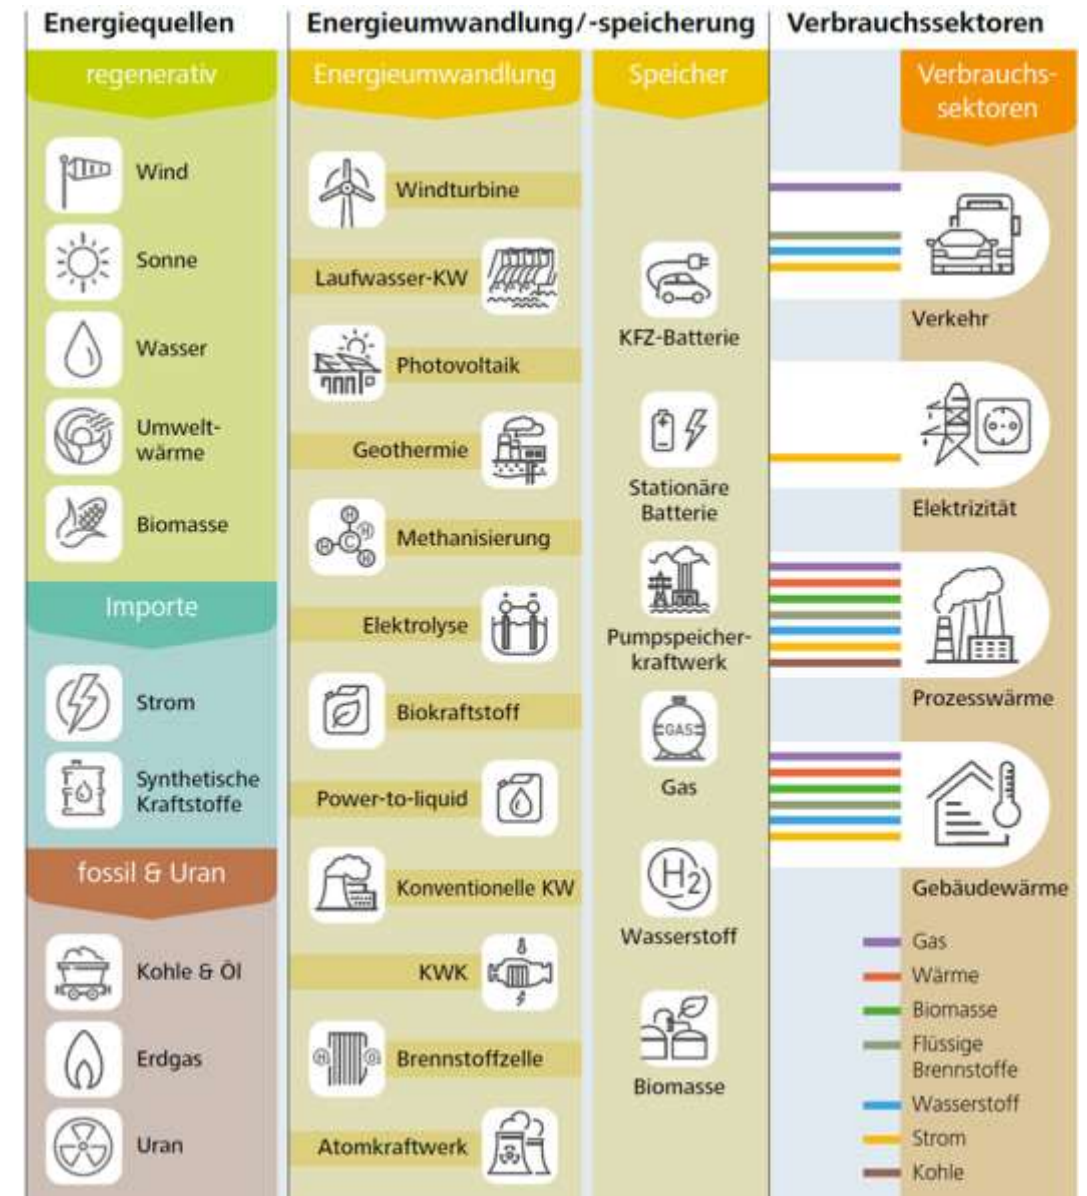 Energiequellen
Energieumwandlung/-speicherung
Verbrauchssektoren
regenerativ
Wind
Sonne
Wasser
Umwelt-
wärme
Biomasse
Importe
Strom
Synthetische
Kraftstoffe
fossil & Uran
Kohle & Öl
Erdgas
Uran
Energieumwandlung
Windturbine
Laufwasser-KW
Photovoltaik
Geothermie
H
H
C
H
H
Methanisierung
Elektrolyse
Biokraftstoff
Power-to-liquid
Konventionelle KW
KWK
H
O
Brennstoffzelle
Atomkraftwerk
Speicher
KFZ-Batterie
Stationäre
Batterie
Pumpspeicher-
kraftwerk
GAS
Gas
H2
Wasserstoff
Biomasse
Verbrauchs-
sektoren
Verkehr
Elektrizität
Prozesswärme
Gebäudewärme
Gas
Wärme
Biomasse
Flüssige
Brennstoffe
Wasserstoff
Strom
Kohle